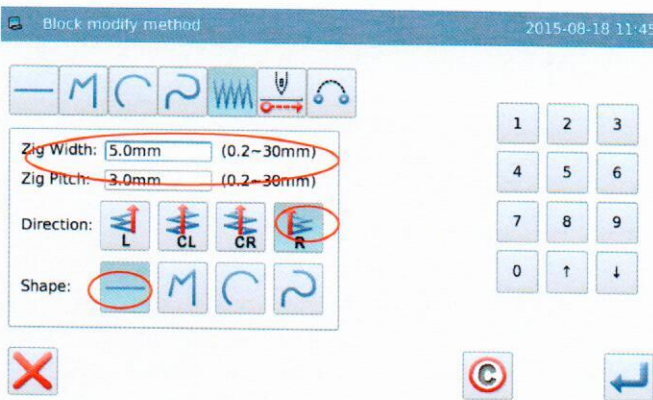 Block modify method 2015-08-18 11:45
Zig Width: 5.0mm (0.2~30mm)
Zig Pitch: 3.0mm (0.2~30mm)
Direction: L CL CR R
Shape:
1 2 3
4 5 6
7 8 9
0 ↑ ↓
C